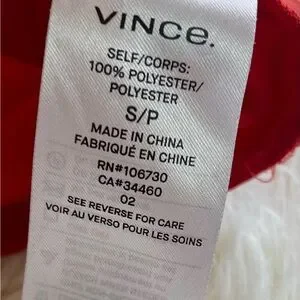 VINCE.
SELF/CORPS:
100% POLYESTER/
POLYESTER
S/P
MADE IN CHINA
FABRIQUÉ EN CHINE
RN#106730
CA#34460
02
SEE REVERSE FOR CARE
VOIR AU VERSO POUR LES SOINS